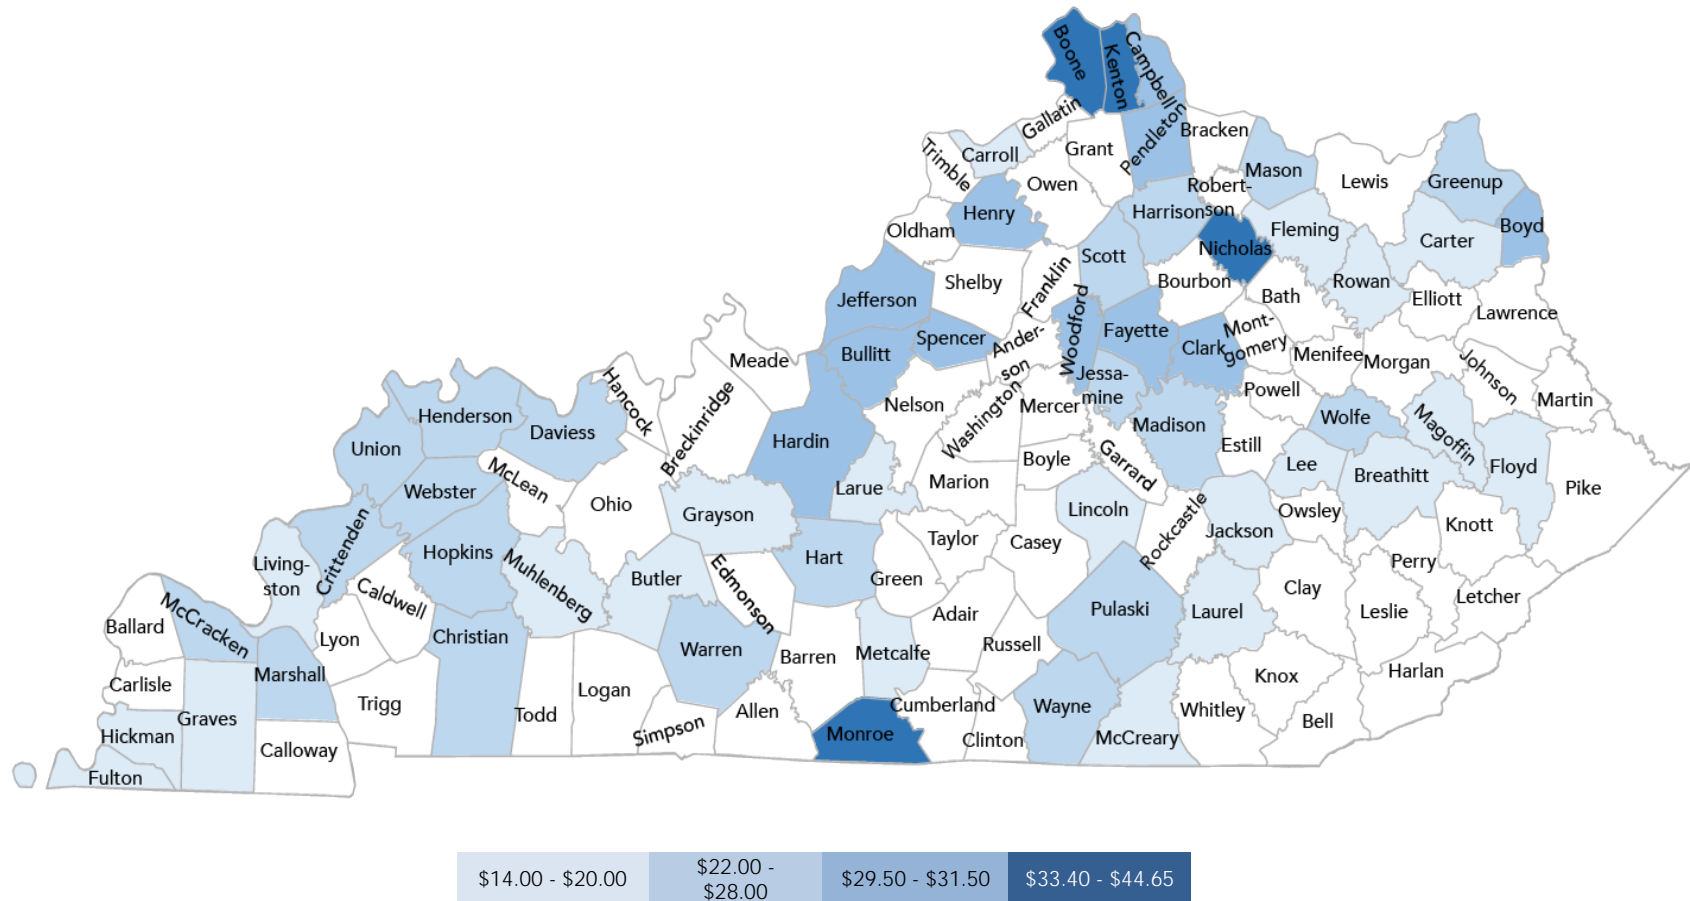 Boone
Kenton
Campbell
Gallatin
Pendleton
Bracken
Carroll
Trimble
Grant
Owen
Mason
Lewis
Greenup
Robert-
son
Harrison
Henry
Oldham
Fleming
Boyd
Carter
Nicholas
Scott
Franklin
Shelby
Bourbon
Rowan
Bath
Elliott
Lawrence
Jefferson
Woodford
Fayette
Clark
Mont-
gomery
Spencer
Ander-
son
Bullitt
Meade
Menifee
Morgan
Johnson
Martin
Jessa-
mine
Powell
Hancock
Breckinridge
Nelson
Washington
Mercer
Henderson
Daviess
Union
Hardin
Madison
Wolfe
Magoffin
Estill
Garrard
Boyle
Lee
Breathitt
Floyd
Pike
McLean
Webster
Ohio
Grayson
Larue
Marion
Lincoln
Rockcastle
Jackson
Owsley
Knott
Crittenden
Hopkins
Muhlenberg
Living-
ston
Hart
Taylor
Casey
Green
Butler
Edmonson
Perry
Clay
Letcher
Leslie
Caldwell
McCracken
Ballard
Lyon
Christian
Adair
Pulaski
Laurel
Russell
Warren
Barren
Metcalfe
Marshall
Carlisle
Trigg
Logan
Todd
Graves
Hickman
Knox
Harlan
Whitley
Bell
Wayne
McCreary
Cumberland
Clinton
Monroe
Allen
Simpson
Calloway
Fulton
$14.00 - $20.00
$22.00 -
$28.00
$29.50 - $31.50
$33.40 - $44.65